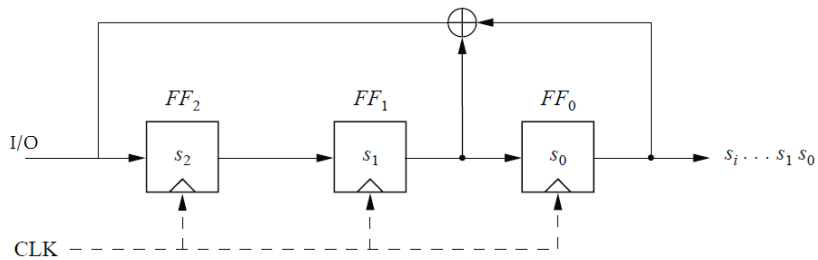 FF₂ FF₁ FF₀
I/O s₂ s₁ s₀ sᵢ . . . s₁ s₀
CLK